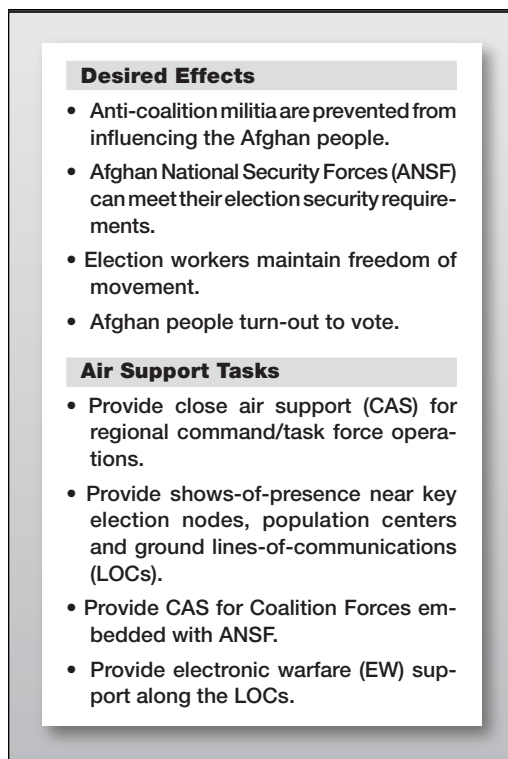 Desired Effects
• Anti-coalition militia are prevented from
influencing the Afghan people.
• Afghan National Security Forces (ANSF)
can meet their election security require-
ments.
• Election workers maintain freedom of
movement.
• Afghan people turn-out to vote.
Air Support Tasks
• Provide close air support (CAS) for
regional command/task force opera-
tions.
• Provide shows-of-presence near key
election nodes, population centers
and ground lines-of-communications
(LOCs).
• Provide CAS for Coalition Forces em-
bedded with ANSF.
• Provide electronic warfare (EW) sup-
port along the LOCs.